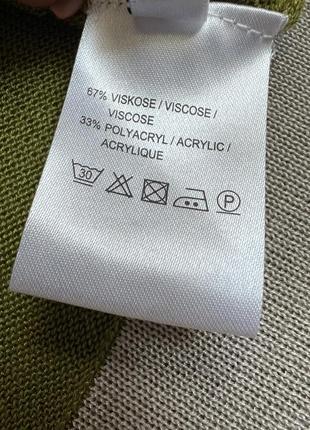 67% VISKOSE / VISCOSE /
VISCOSE
33% POLYACRYL / ACRYLIC /
ACRYLIQUE
30 P